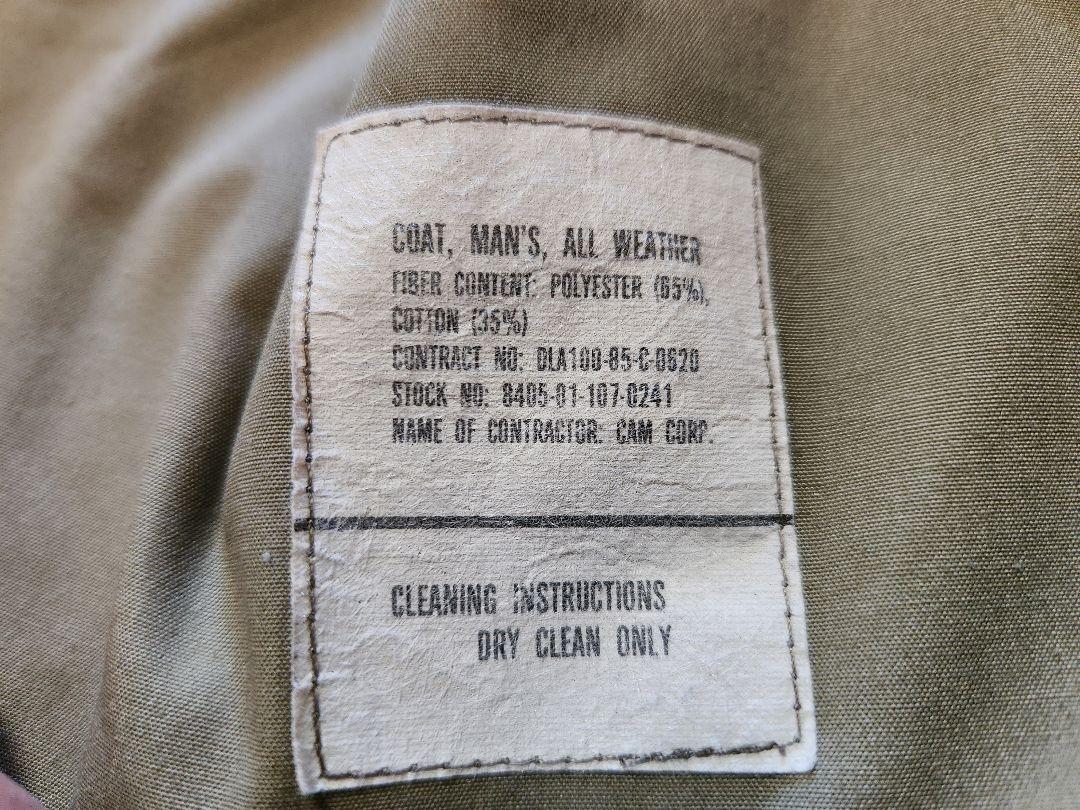 COAT, MAN'S, ALL WEATHER
FIBER CONTENT: POLYESTER (65%),
COTTON (35%)
CONTRACT NO: DLA100-85-C-0620
STOCK NO: 8405-01-107-0241
NAME OF CONTRACTOR: CAM CORP.
CLEANING INSTRUCTIONS
DRY CLEAN ONLY